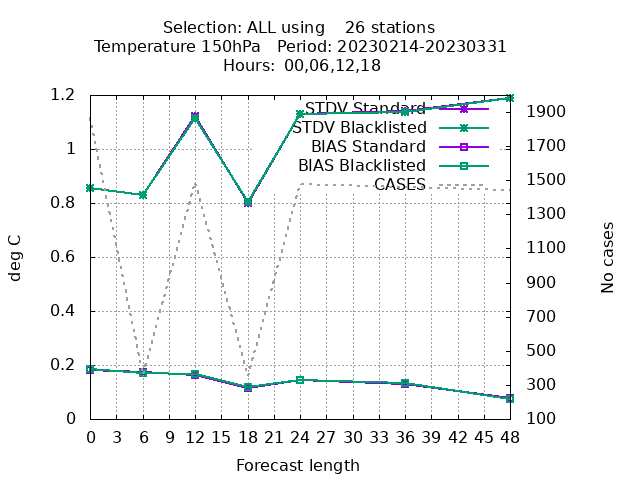 Selection: ALL using    26 stations
Temperature 150hPa   Period: 20230214-20230331
Hours: 00,06,12,18
STDV Standard
STDV Blacklisted
BIAS Standard
BIAS Blacklisted
CASES
1.2
1
0.8
0.6
0.4
0.2
0
deg C
1900
1700
1500
1300
1100
900
700
500
300
100
No cases
0 3 6 9 12 15 18 21 24 27 30 33 36 39 42 45 48
Forecast length